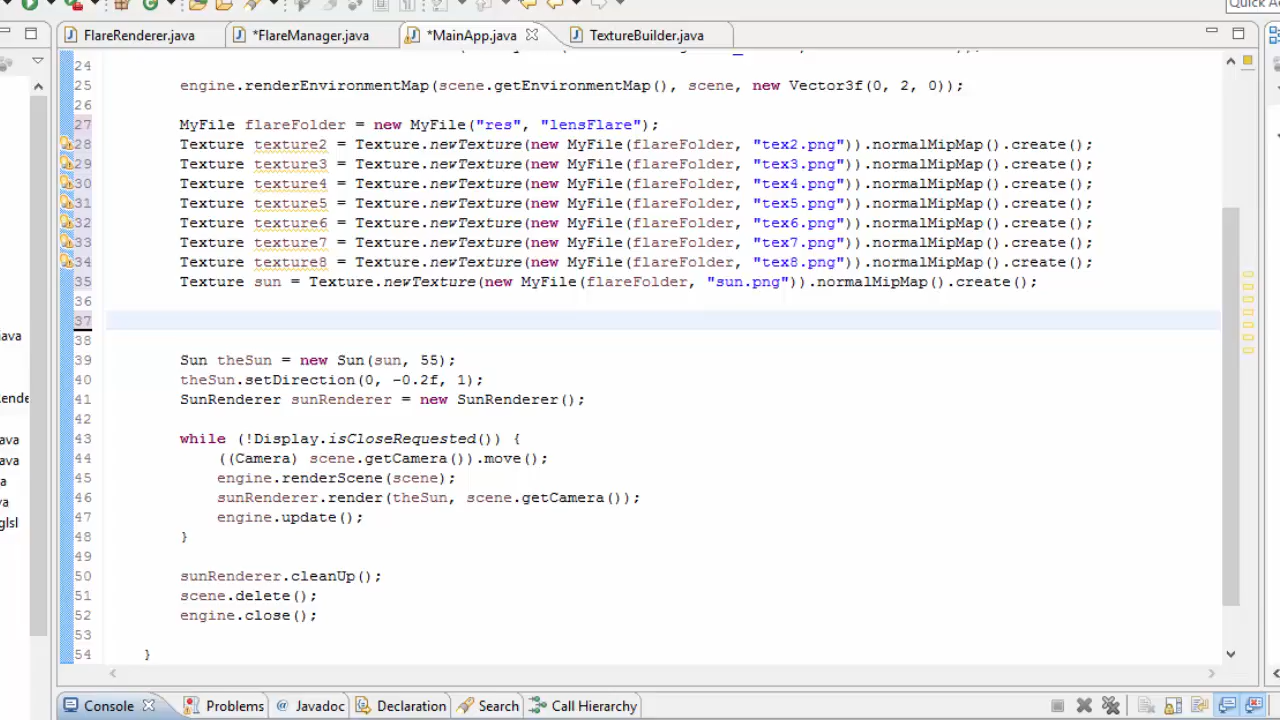 Quick Ac
FlareRenderer.java
*FlareManager.java
*MainApp.java
TextureBuilder.java
24
25 engine.renderEnvironmentMap(scene.getEnvironmentMap(), scene, new Vector3f(0, 2, 0));
26
27 MyFile flareFolder = new MyFile("res", "lensFlare");
28 Texture texture2 = Texture.newTexture(new MyFile(flareFolder, "tex2.png")).normalMipMap().create();
29 Texture texture3 = Texture.newTexture(new MyFile(flareFolder, "tex3.png")).normalMipMap().create();
30 Texture texture4 = Texture.newTexture(new MyFile(flareFolder, "tex4.png")).normalMipMap().create();
31 Texture texture5 = Texture.newTexture(new MyFile(flareFolder, "tex5.png")).normalMipMap().create();
32 Texture texture6 = Texture.newTexture(new MyFile(flareFolder, "tex6.png")).normalMipMap().create();
33 Texture texture7 = Texture.newTexture(new MyFile(flareFolder, "tex7.png")).normalMipMap().create();
34 Texture texture8 = Texture.newTexture(new MyFile(flareFolder, "tex8.png")).normalMipMap().create();
35 Texture sun = Texture.newTexture(new MyFile(flareFolder, "sun.png")).normalMipMap().create();
36
37
38
39 Sun theSun = new Sun(sun, 55);
40 theSun.setDirection(0, -0.2f, 1);
41 SunRenderer sunRenderer = new SunRenderer();
42
43 while (!Display.isCloseRequested()) {
44 ((Camera) scene.getCamera()).move();
45 engine.renderScene(scene);
46 sunRenderer.render(theSun, scene.getCamera());
47 engine.update();
48 }
49
50 sunRenderer.cleanUp();
51 scene.delete();
52 engine.close();
53
54 }
ava
ende
ava
ava
a
va
glsl
Console
Problems
@ Javadoc
Declaration
Search
Call Hierarchy